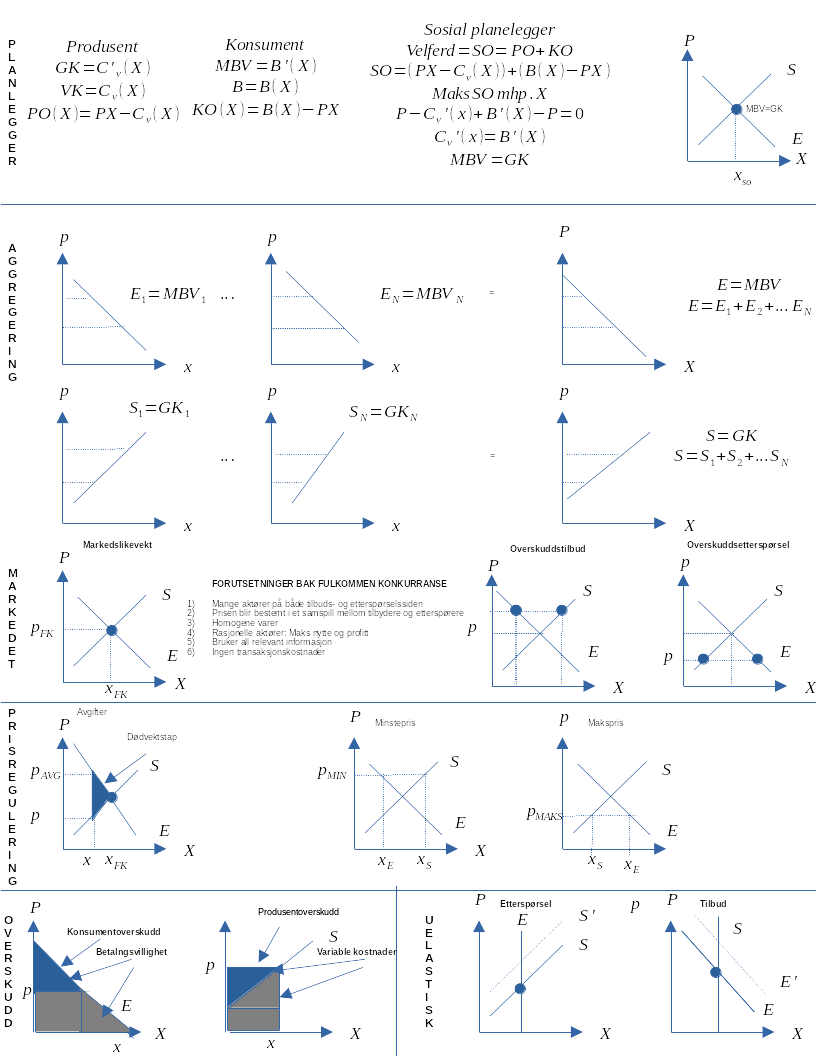 PLANLEGGER
Produsent
GK=C'v(X)
VK=Cv(X)
PO(X)=PX−Cv(X)
Konsument
MBV=B'(X)
B=B(X)
KO(X)=B(X)−PX
Sosial planelegger
Velferd=SO=PO+KO
SO=(PX−Cv(X))+(B(X)−PX)
Maks SO mhp. X
P−Cv'(x)+B'(X)−P=0
Cv'(x)=B'(X)
MBV=GK
P
S
MBV=GK
E
X
xso
AGGREGERING
p
E1=MBV1
...
x
p
EN=MBVN
x
=
P
X
E=MBV
E=E1+E2+...EN
p
S1=GK1
...
x
p
SN=GKN
x
=
p
X
S=GK
S=S1+S2+...SN
MARKEDET
Markedslikevekt
P
S
pFK
E
X
xFK
FORUTSETNINGER BAK FULKOMMEN KONKURRANSE
1) Mange aktører på både tilbuds- og etterspørselssiden
2) Prisen blir bestemt i et samspill mellom tilbydere og etterspørere
3) Homogene varer
4) Rasjonelle aktører: Maks nytte og profitt
5) Bruker all relevant informasjon
6) Ingen transaksjonskostnader
Overskuddstilbud
P
S
p
E
X
Overskuddsetterspørsel
p
S
p
E
X
PRISREGULERING
Avgifter
P
Dødvektstap
S
pAVG
p
E
X
x
xFK
Minstepris
P
S
pMIN
E
X
xE
xS
Makspris
p
S
pMAKS
E
X
xS
xE
OVERSKUDD
P
Konsumentoverskudd
Betalngsvillighet
p
E
X
x
Produsentoverskudd
S
Variable kostnader
p
X
x
UELASTISK
Etterspørsel
P
E
S'
S
X
p
Tilbud
P
S
E'
E
X